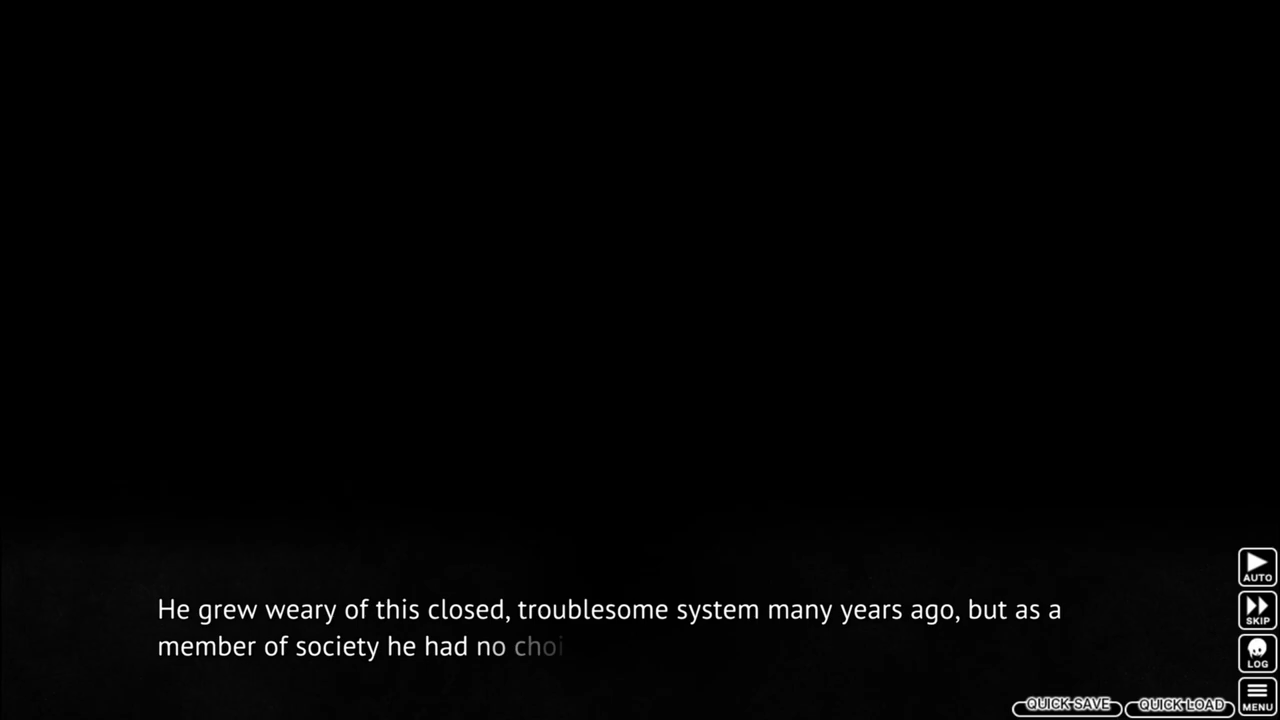 He grew weary of this closed, troublesome system many years ago, but as a
member of society he had no choi
AUTO
SKIP
LOG
MENU
QUICK SAVE
QUICK LOAD